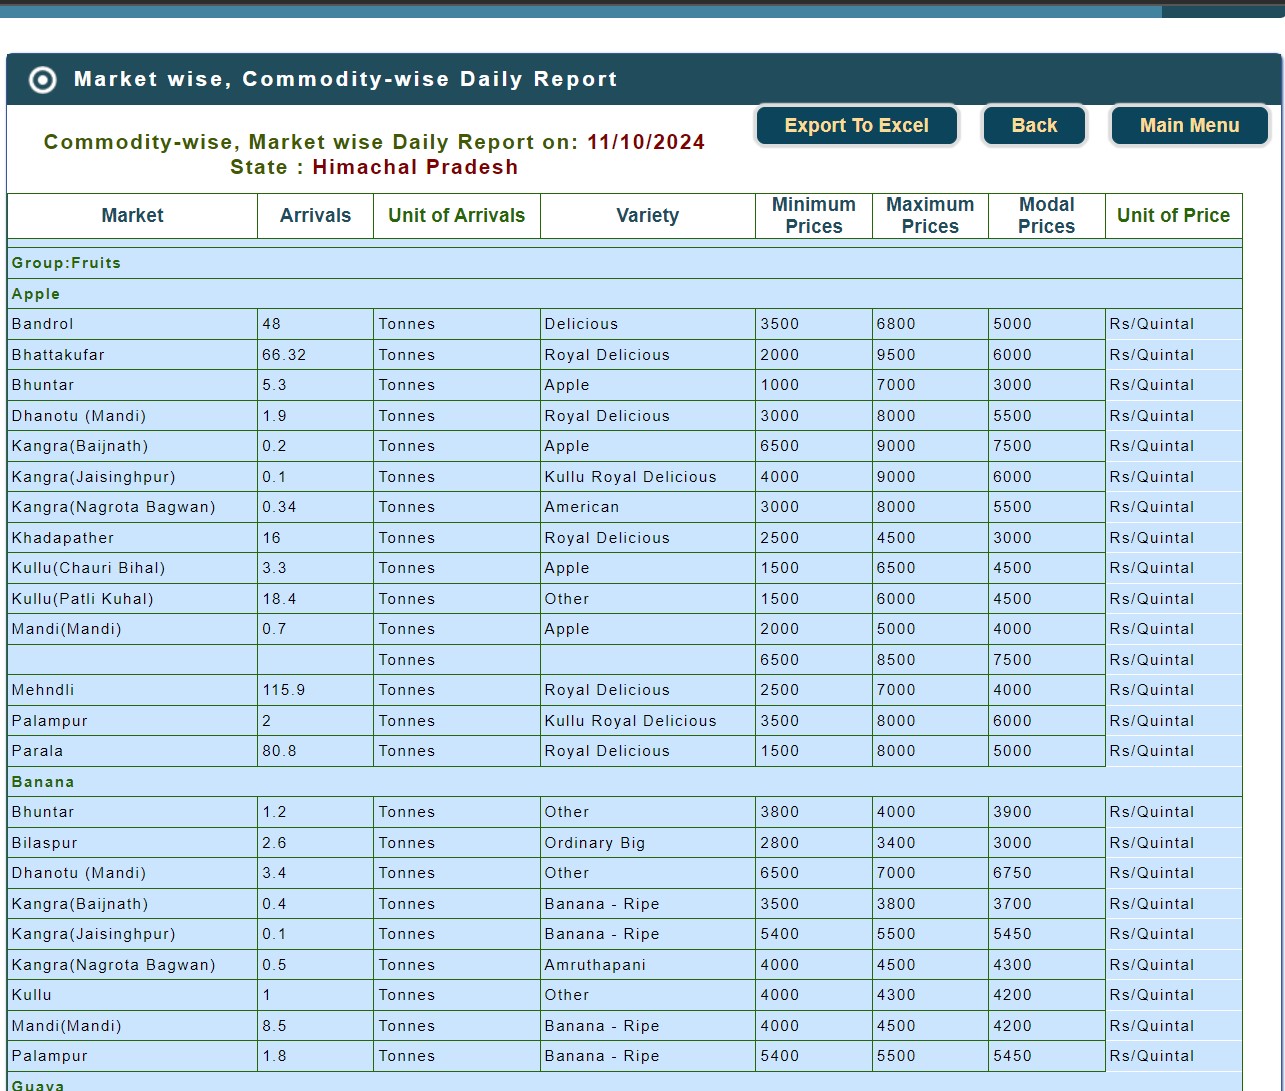 Market wise, Commodity-wise Daily Report
Export To Excel Back Main Menu
Commodity-wise, Market wise Daily Report on: 11/10/2024
State : Himachal Pradesh
Market Arrivals Unit of Arrivals Variety Minimum Prices Maximum Prices Modal Prices Unit of Price
Group:Fruits
Apple
Bandrol 48 Tonnes Delicious 3500 6800 5000 Rs/Quintal
Bhattakufar 66.32 Tonnes Royal Delicious 2000 9500 6000 Rs/Quintal
Bhuntar 5.3 Tonnes Apple 1000 7000 3000 Rs/Quintal
Dhanotu (Mandi) 1.9 Tonnes Royal Delicious 3000 8000 5500 Rs/Quintal
Kangra(Baijnath) 0.2 Tonnes Apple 6500 9000 7500 Rs/Quintal
Kangra(Jaisinghpur) 0.1 Tonnes Kullu Royal Delicious 4000 9000 6000 Rs/Quintal
Kangra(Nagrota Bagwan) 0.34 Tonnes American 3000 8000 5500 Rs/Quintal
Khadapather 16 Tonnes Royal Delicious 2500 4500 3000 Rs/Quintal
Kullu(Chauri Bihal) 3.3 Tonnes Apple 1500 6500 4500 Rs/Quintal
Kullu(Patli Kuhal) 18.4 Tonnes Other 1500 6000 4500 Rs/Quintal
Mandi(Mandi) 0.7 Tonnes Apple 2000 5000 4000 Rs/Quintal
Tonnes 6500 8500 7500 Rs/Quintal
Mehndli 115.9 Tonnes Royal Delicious 2500 7000 4000 Rs/Quintal
Palampur 2 Tonnes Kullu Royal Delicious 3500 8000 6000 Rs/Quintal
Parala 80.8 Tonnes Royal Delicious 1500 8000 5000 Rs/Quintal
Banana
Bhuntar 1.2 Tonnes Other 3800 4000 3900 Rs/Quintal
Bilaspur 2.6 Tonnes Ordinary Big 2800 3400 3000 Rs/Quintal
Dhanotu (Mandi) 3.4 Tonnes Other 6500 7000 6750 Rs/Quintal
Kangra(Baijnath) 0.4 Tonnes Banana - Ripe 3500 3800 3700 Rs/Quintal
Kangra(Jaisinghpur) 0.1 Tonnes Banana - Ripe 5400 5500 5450 Rs/Quintal
Kangra(Nagrota Bagwan) 0.5 Tonnes Amruthapani 4000 4500 4300 Rs/Quintal
Kullu 1 Tonnes Other 4000 4300 4200 Rs/Quintal
Mandi(Mandi) 8.5 Tonnes Banana - Ripe 4000 4500 4200 Rs/Quintal
Palampur 1.8 Tonnes Banana - Ripe 5400 5500 5450 Rs/Quintal
Guava